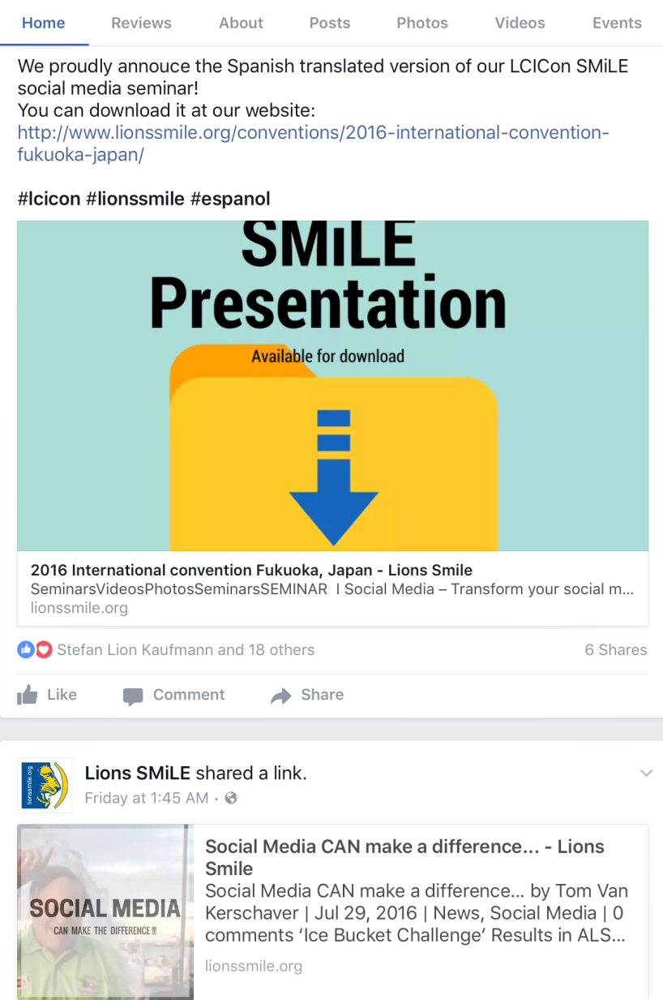 Home Reviews About Posts Photos Videos Events
We proudly annouce the Spanish translated version of our LCICon SMiLE
social media seminar!
You can download it at our website:
http://www.lionssmile.org/conventions/2016-international-convention-
fukuoka-japan/
#lcicon #lionssmile #espanol
SMiLE
Presentation
Available for download
2016 International convention Fukuoka, Japan - Lions Smile
SeminarsVideosPhotosSeminarsSEMINAR I Social Media – Transform your social m...
lionssmile.org
Stefan Lion Kaufmann and 18 others 6 Shares
Like Comment Share
lionssmile.org
Lions SMiLE shared a link.
Friday at 1:45 AM ·
SOCIAL MEDIA
CAN MAKE THE DIFFERENCE!!!
Social Media CAN make a difference... - Lions
Smile
Social Media CAN make a difference... by Tom Van
Kerschaver | Jul 29, 2016 | News, Social Media | 0
comments ‘Ice Bucket Challenge’ Results in ALS...
lionssmile.org